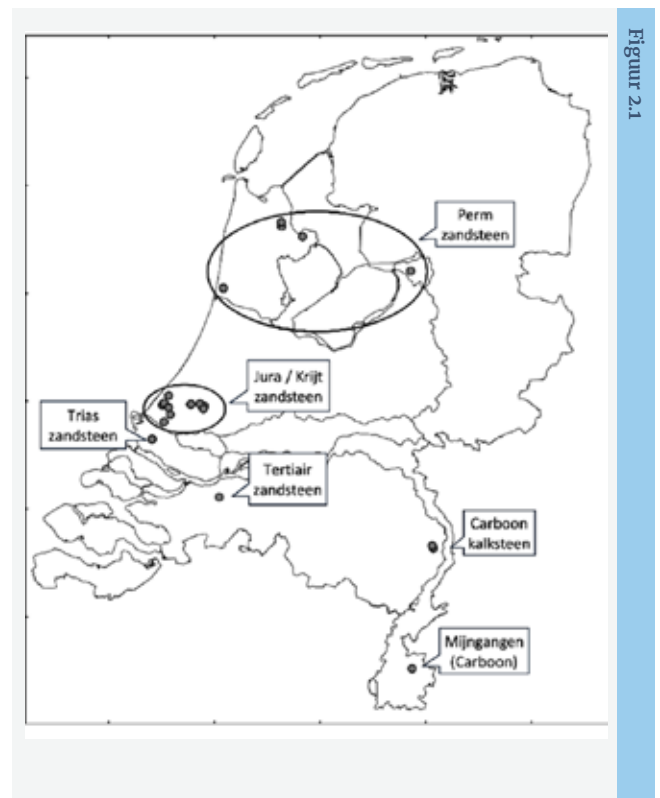 Figuur 2.1
Perm
zandsteen
Jura / Krijt
zandsteen
Trias
zandsteen
Tertiair
zandsteen
Carboon
kalksteen
Mijngangen
(Carboon)